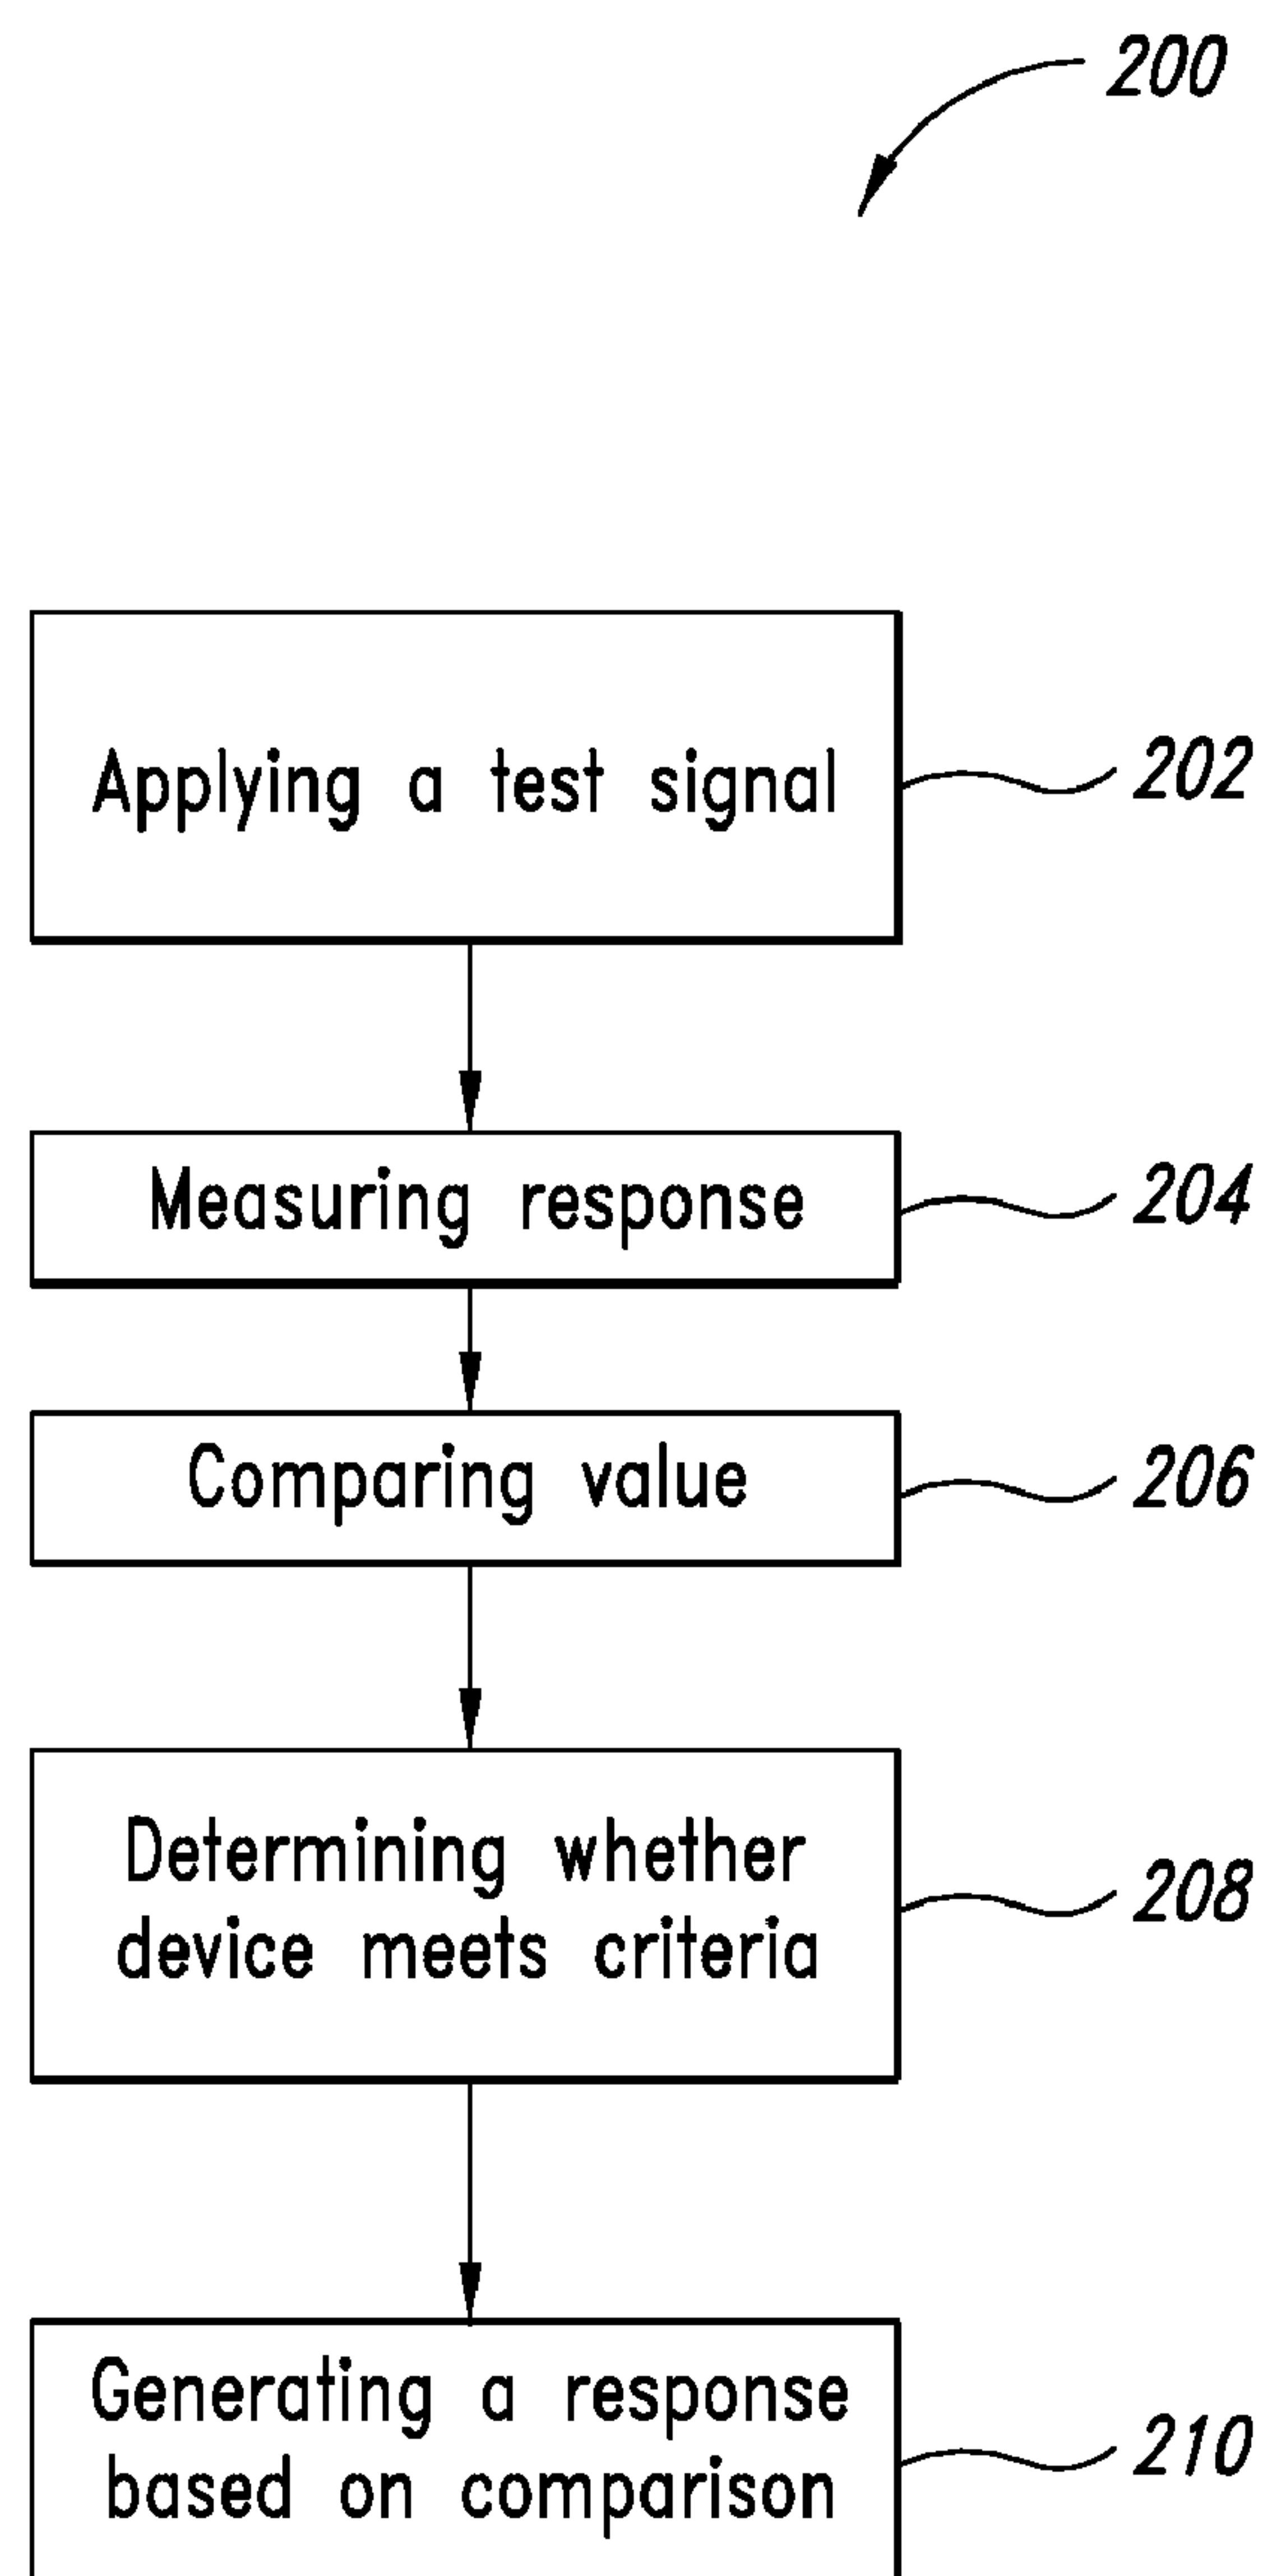 200
Applying a test signal
202
Measuring response
204
Comparing value
206
Determining whether
device meets criteria
208
Generating a response
based on comparison
210